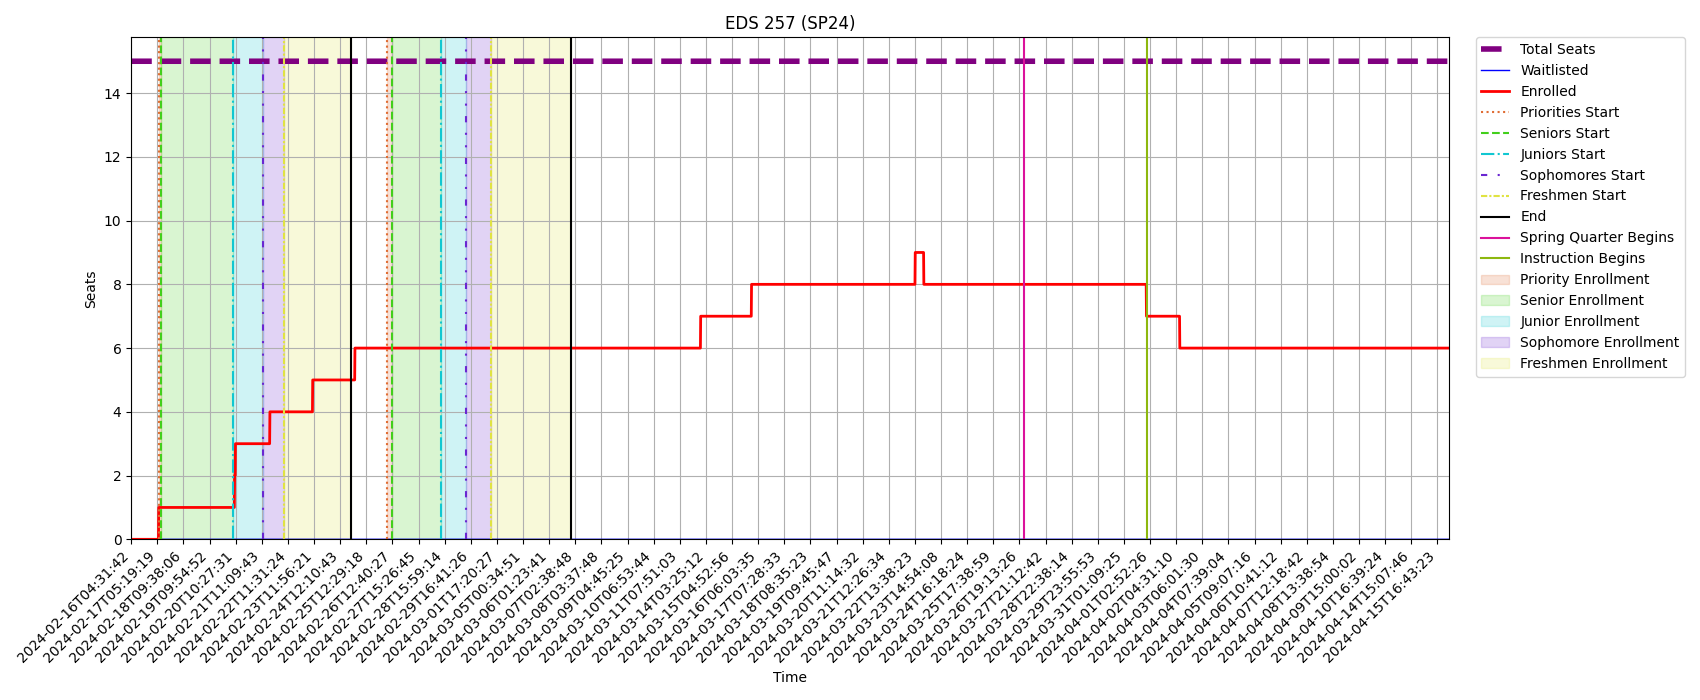 EDS 257 (SP24)
Seats
14
12
10
8
6
4
2
0
2024-02-16T04:31:42
2024-02-17T05:19:19
2024-02-18T09:38:06
2024-02-19T09:54:52
2024-02-20T10:27:31
2024-02-21T11:09:43
2024-02-22T11:31:24
2024-02-23T11:56:21
2024-02-24T12:10:43
2024-02-25T12:29:18
2024-02-26T12:40:27
2024-02-27T15:26:45
2024-02-28T15:59:14
2024-02-29T16:41:26
2024-03-01T17:20:27
2024-03-05T00:34:51
2024-03-06T01:23:41
2024-03-07T02:38:48
2024-03-08T03:37:48
2024-03-09T04:45:25
2024-03-10T06:53:44
2024-03-11T07:51:03
2024-03-14T03:25:12
2024-03-15T04:52:56
2024-03-16T06:03:35
2024-03-17T07:28:33
2024-03-18T08:35:23
2024-03-19T09:45:47
2024-03-20T11:14:32
2024-03-21T12:26:34
2024-03-22T13:38:23
2024-03-23T14:54:08
2024-03-24T16:18:24
2024-03-25T17:38:59
2024-03-26T19:13:26
2024-03-27T21:12:42
2024-03-28T22:38:14
2024-03-29T23:55:53
2024-03-31T01:09:25
2024-04-01T02:52:26
2024-04-02T04:31:10
2024-04-03T06:01:30
2024-04-04T07:39:04
2024-04-05T09:07:16
2024-04-06T10:41:12
2024-04-07T12:18:42
2024-04-08T13:38:54
2024-04-09T15:00:02
2024-04-10T16:39:24
2024-04-14T15:07:46
2024-04-15T16:43:23
Time
Total Seats
Waitlisted
Enrolled
Priorities Start
Seniors Start
Juniors Start
Sophomores Start
Freshmen Start
End
Spring Quarter Begins
Instruction Begins
Priority Enrollment
Senior Enrollment
Junior Enrollment
Sophomore Enrollment
Freshmen Enrollment